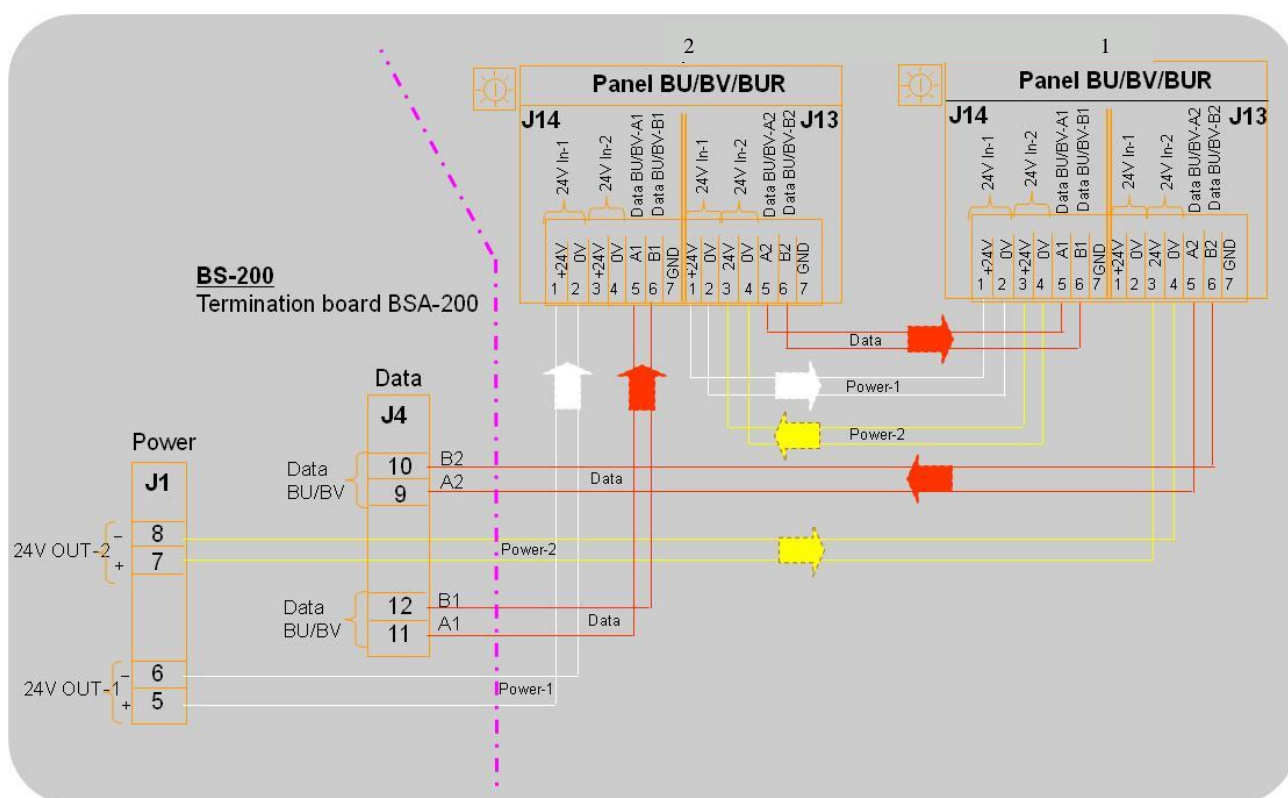 2
1
Panel BU/BV/BUR
J14
J13
24V In-1
24V In-2
Data BU/BV-A1
Data BU/BV-B1
24V In-1
24V In-2
Data BU/BV-A2
Data BU/BV-B2
+24V 0V +24V 0V A1 B1 GND +24V 0V 24V 0V A2 B2 GND
1 2 3 4 5 6 7 1 2 3 4 5 6 7
Panel BU/BV/BUR
J14
J13
24V In-1
24V In-2
Data BU/BV-A1
Data BU/BV-B1
24V In-1
24V In-2
Data BU/BV-A2
Data BU/BV-B2
+24V 0V +24V 0V A1 B1 GND +24V 0V 24V 0V A2 B2 GND
1 2 3 4 5 6 7 1 2 3 4 5 6 7
BS-200
Termination board BSA-200
Data
Power-1
Power-2
Data
J4
Data
BU/BV
10 B2
9 A2
Data
Data
BU/BV
12 B1
11 A1
Data
Power
J1
24V OUT-2
- 8
+ 7
Power-2
24V OUT-1
- 6
+ 5
Power-1